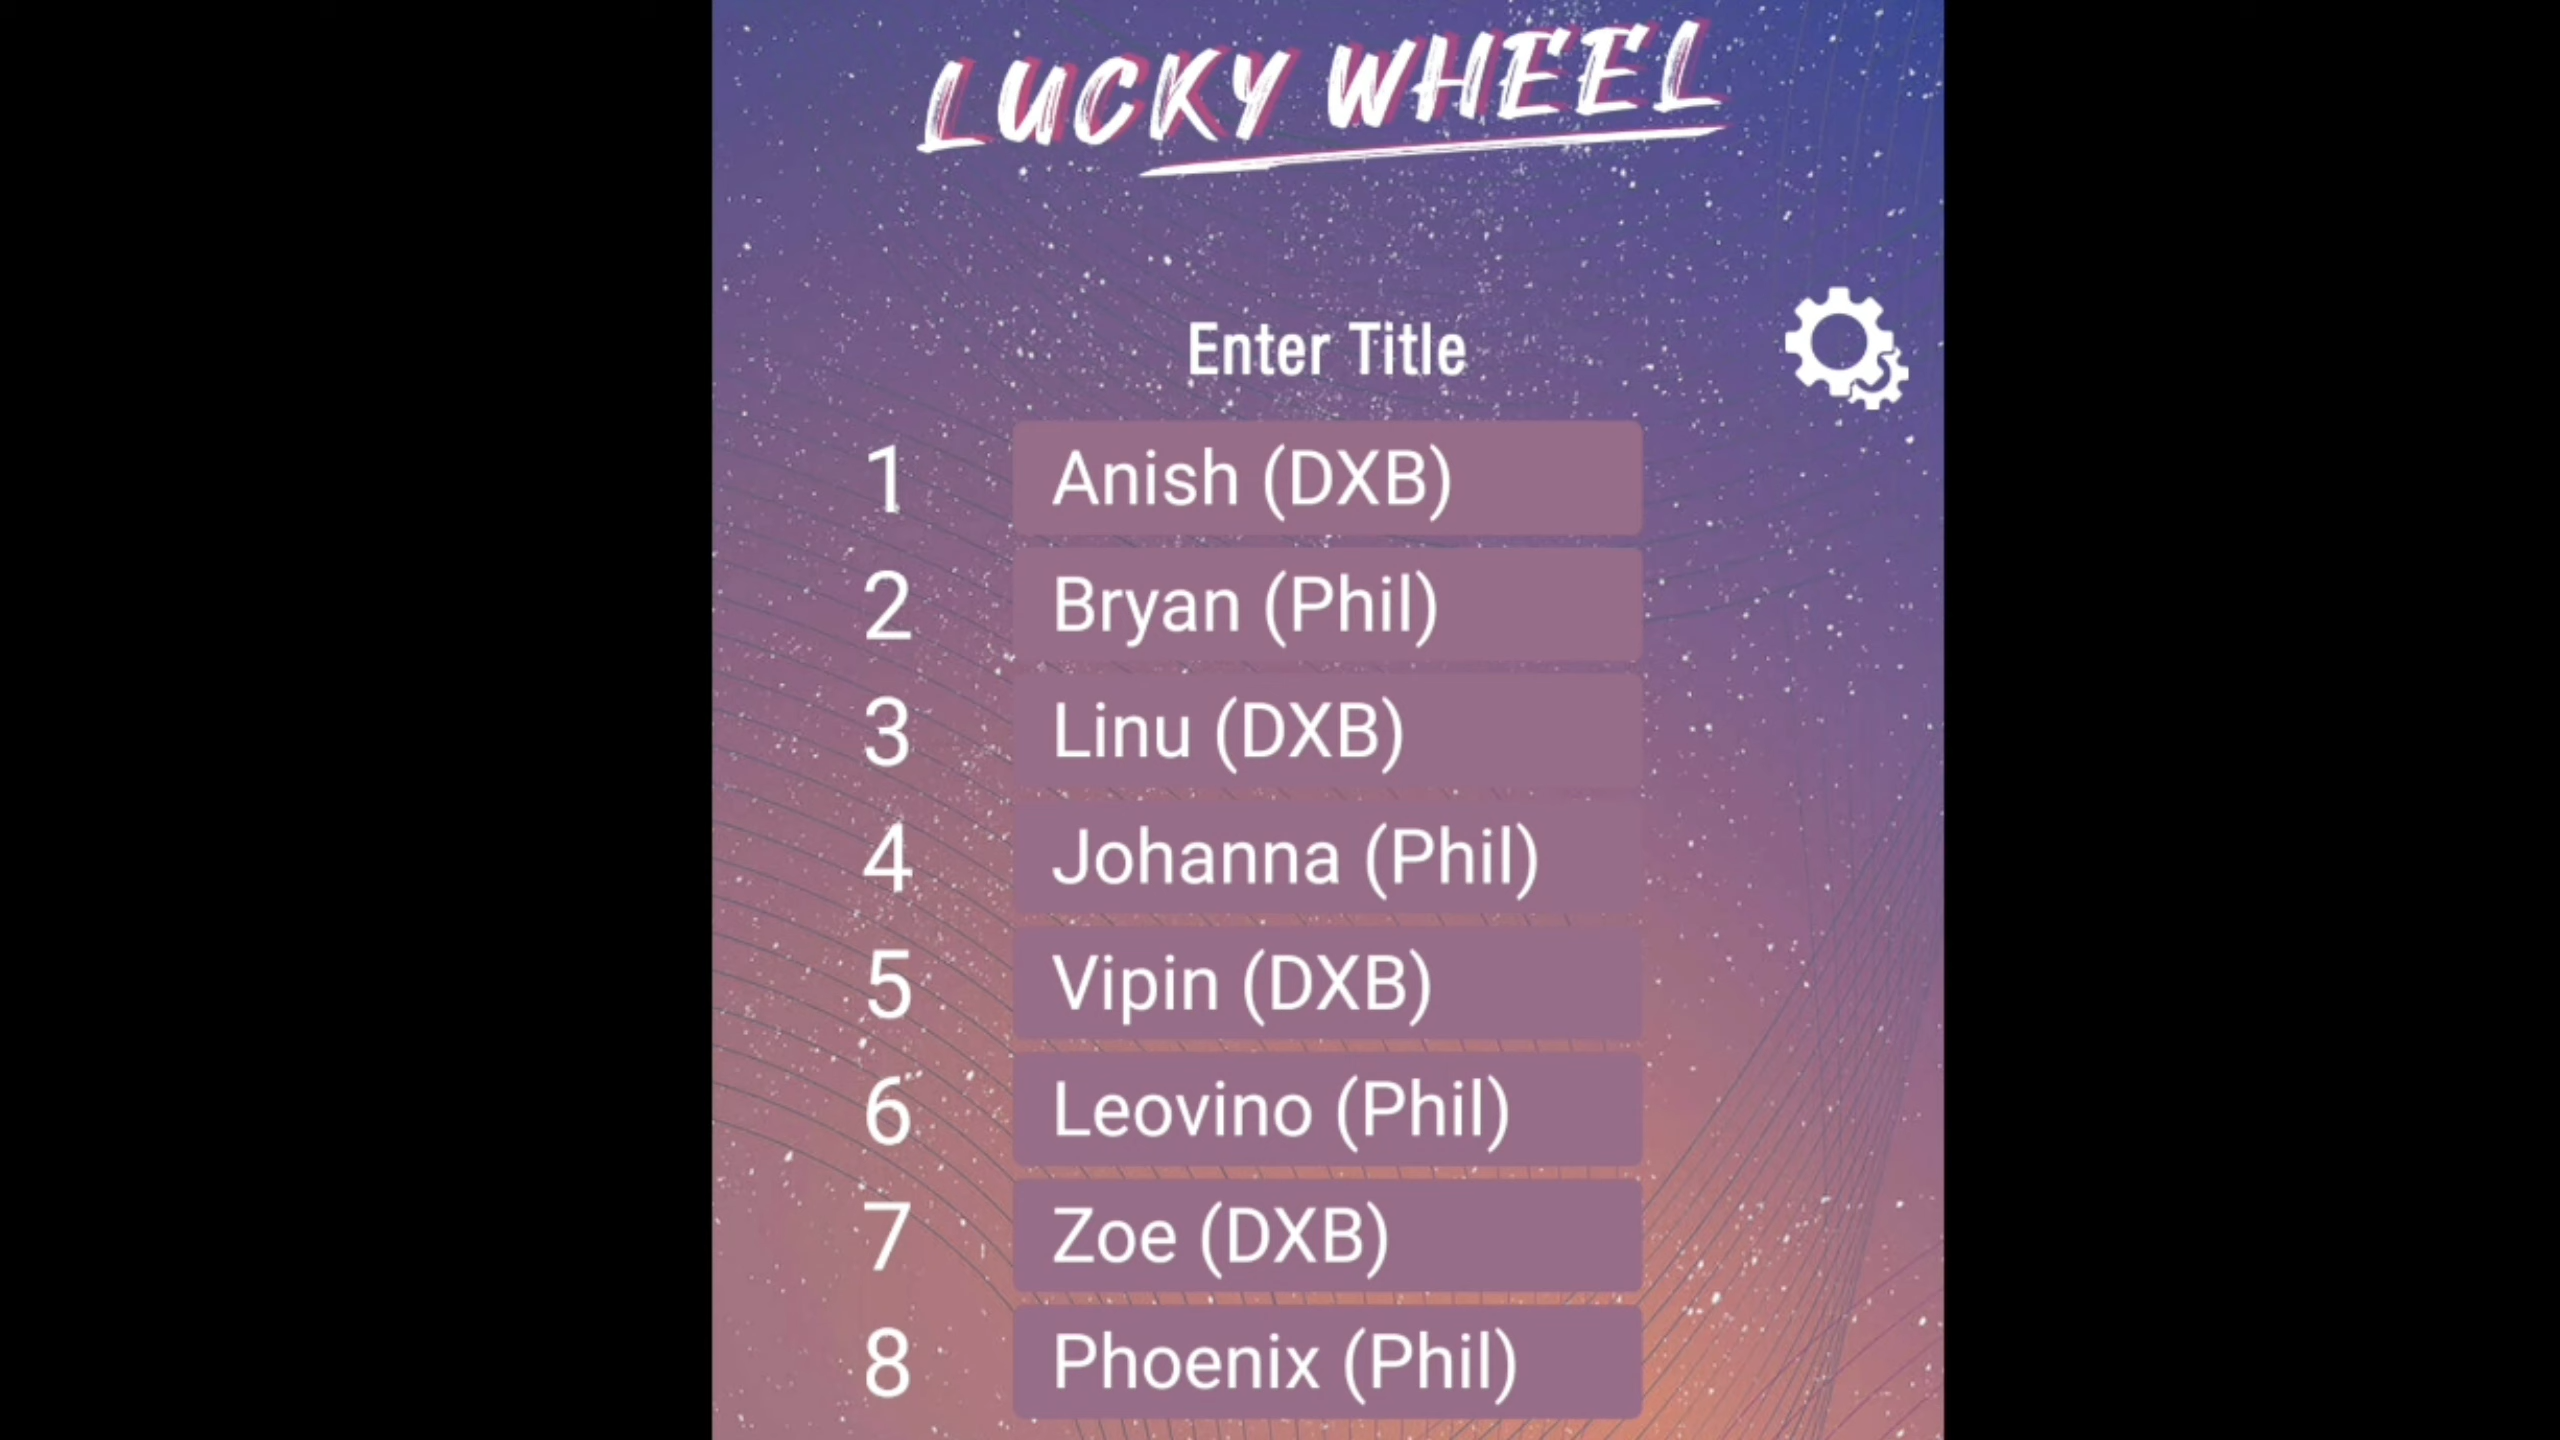 LUCKY WHEEL
Enter Title
1 Anish (DXB)
2 Bryan (Phil)
3 Linu (DXB)
4 Johanna (Phil)
5 Vipin (DXB)
6 Leovino (Phil)
7 Zoe (DXB)
8 Phoenix (Phil)